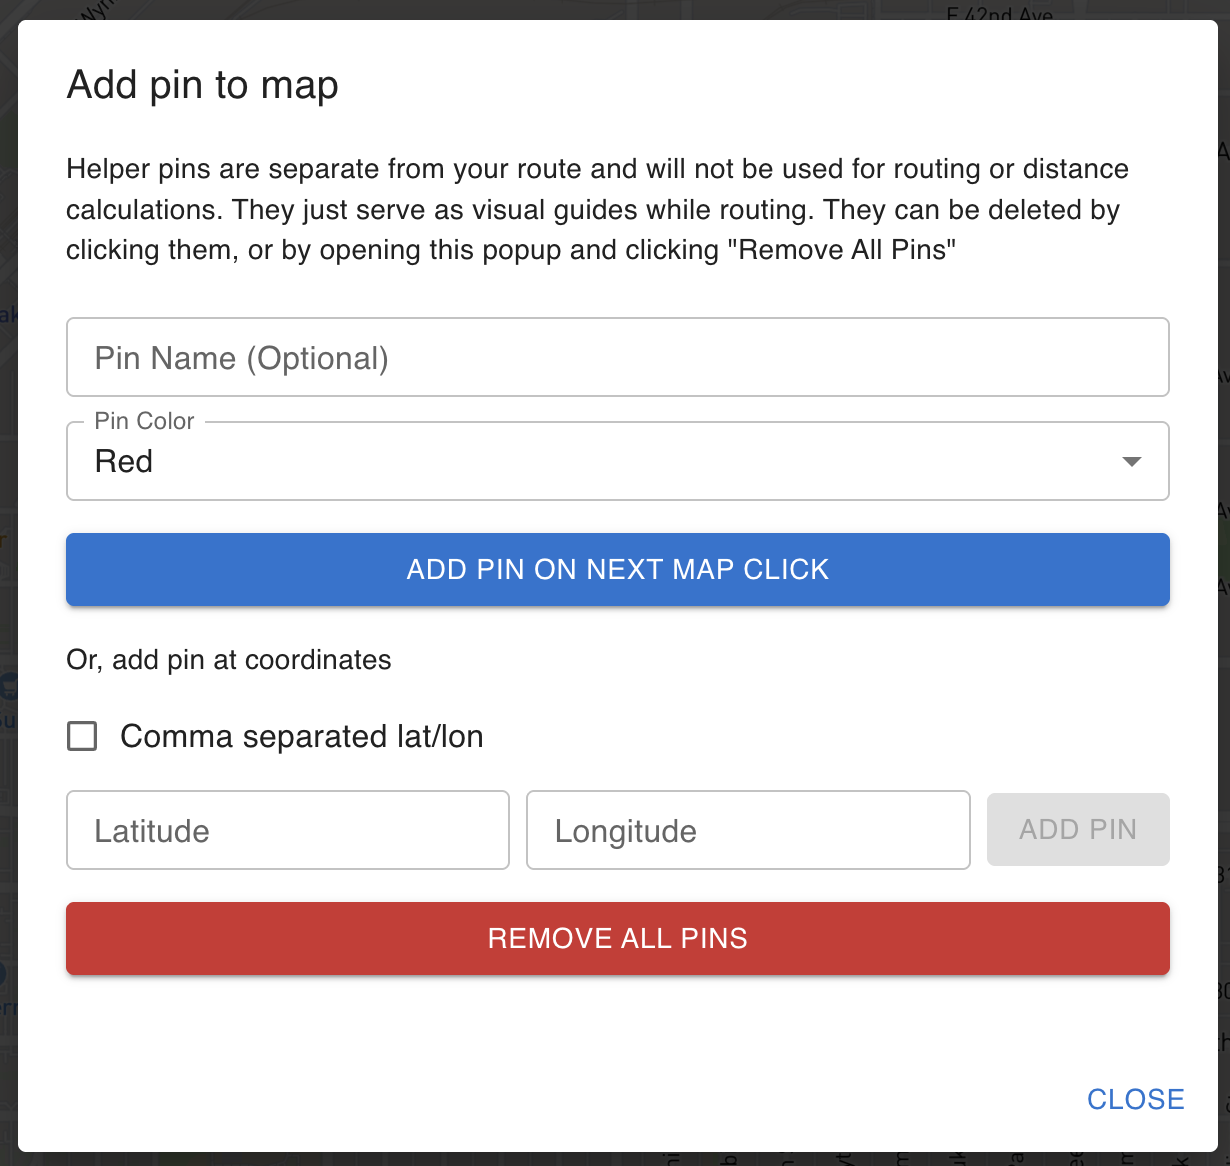 E 42nd Ave
Add pin to map
Helper pins are separate from your route and will not be used for routing or distance
calculations. They just serve as visual guides while routing. They can be deleted by
clicking them, or by opening this popup and clicking "Remove All Pins"
Pin Name (Optional)
Pin Color
Red
ADD PIN ON NEXT MAP CLICK
Or, add pin at coordinates
Comma separated lat/lon
Latitude
Longitude
ADD PIN
REMOVE ALL PINS
CLOSE